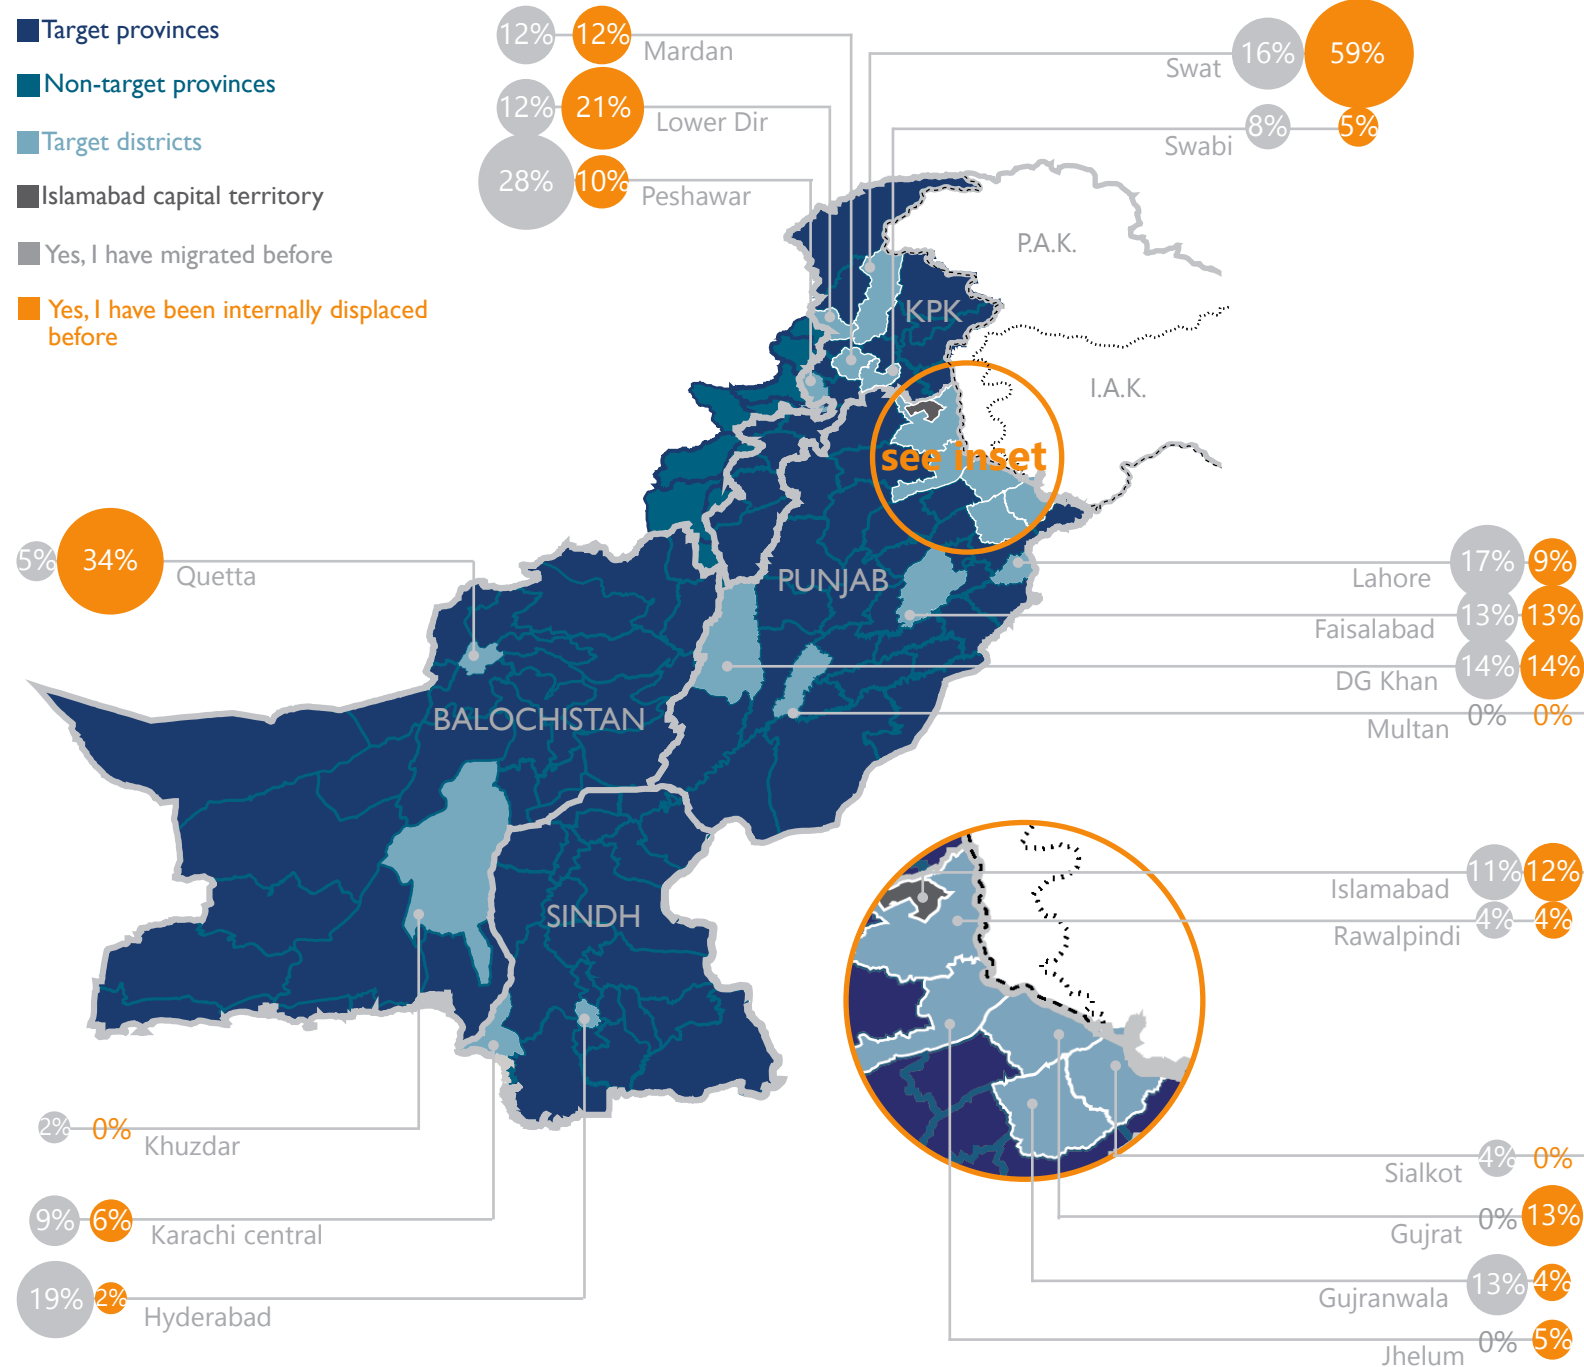 Target provinces
Non-target provinces
Target districts
Islamabad capital territory
Yes, I have migrated before
Yes, I have been internally displaced
before
12% 12% Mardan
12% 21% Lower Dir
28% 10% Peshawar
Swat 16% 59%
Swabi 8% 5%
P.A.K.
KPK
I.A.K.
see inset
5% 34% Quetta
PUNJAB
Lahore 17% 9%
Faisalabad 13% 13%
DG Khan 14% 14%
Multan 0% 0%
BALOCHISTAN
SINDH
Islamabad 11% 12%
Rawalpindi 4% 4%
2% 0% Khuzdar
9% 6% Karachi central
19% 2% Hyderabad
Sialkot 4% 0%
Gujrat 0% 13%
Gujranwala 13% 4%
Jhelum 0% 5%